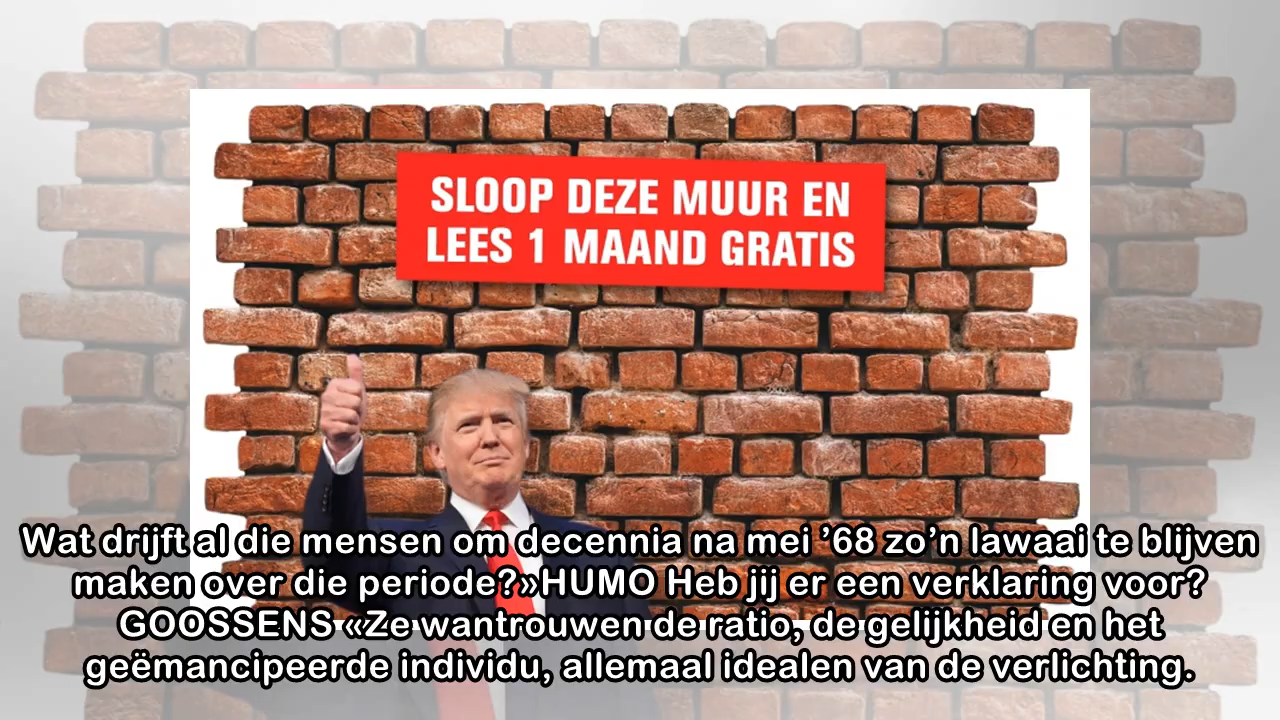 SLOOP DEZE MUUR EN
LEES 1 MAAND GRATIS
Wat drijft al die mensen om decennia na mei ’68 zo’n lawaai te blijven
maken over die periode?»HUMO Heb jij er een verklaring voor?
GOOSSENS «Ze wantrouwen de ratio, de gelijkheid en het
geëmancipeerde individu, allemaal idealen van de verlichting.